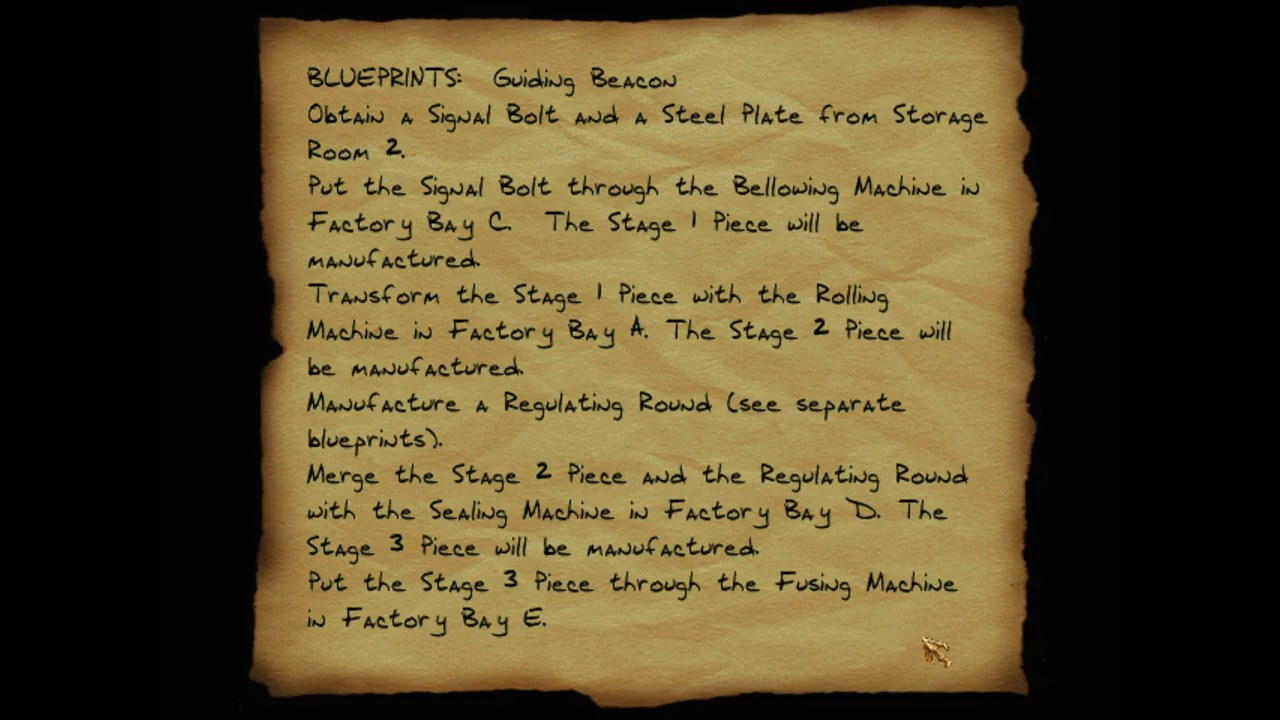 BLUEPRINTS: Guiding Beacon
Obtain a Signal Bolt and a Steel Plate from Storage
Room 2.
Put the Signal Bolt through the Bellowing Machine in
Factory Bay C. The Stage 1 Piece will be
manufactured.
Transform the Stage 1 Piece with the Rolling
Machine in Factory Bay A. The Stage 2 Piece will
be manufactured.
Manufacture a Regulating Round (see separate
blueprints).
Merge the Stage 2 Piece and the Regulating Round
with the Sealing Machine in Factory Bay D. The
Stage 3 Piece will be manufactured.
Put the Stage 3 Piece through the Fusing Machine
in Factory Bay E.